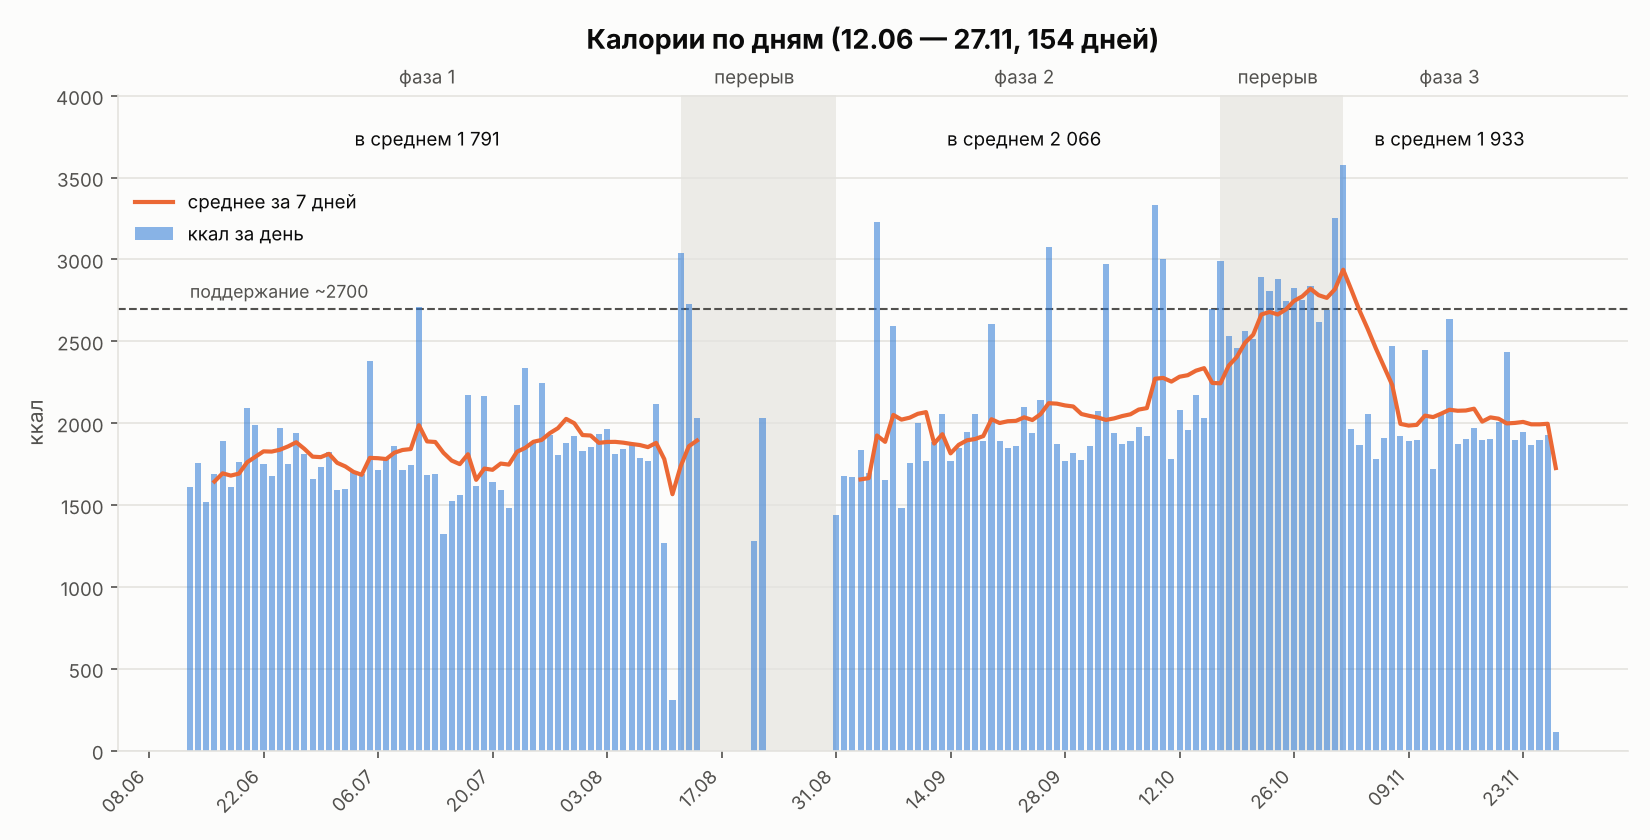 Калории по дням (12.06 — 27.11, 154 дней)
фаза 1
перерыв
фаза 2
перерыв
фаза 3
в среднем 1 791
в среднем 2 066
в среднем 1 933
среднее за 7 дней
ккал за день
поддержание ~2700
ккал
4000
3500
3000
2500
2000
1500
1000
500
0
08.06
22.06
06.07
20.07
03.08
17.08
31.08
14.09
28.09
12.10
26.10
09.11
23.11